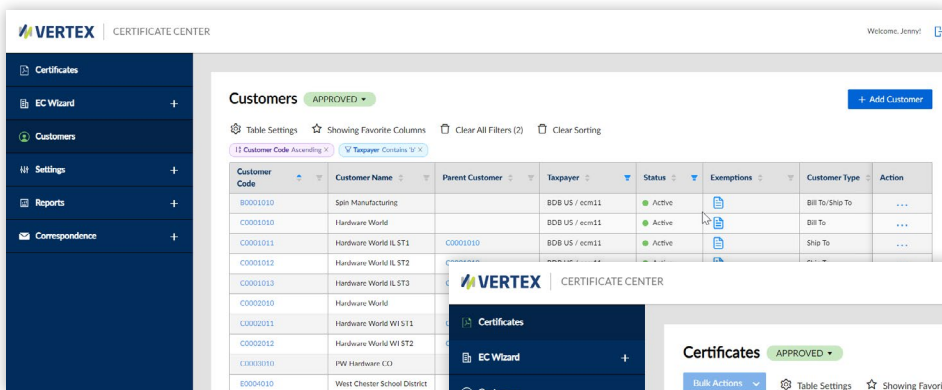 VERTEX CERTIFICATE CENTER
Welcome, Jenny!
Certificates
EC Wizard +
Customers
Settings +
Reports +
Correspondence +
Customers APPROVED
+ Add Customer
Table Settings Showing Favorite Columns Clear All Filters (2) Clear Sorting
Customer Code Ascending × Taxpayer Contains 'b' ×
Customer Code Customer Name Parent Customer Taxpayer Status Exemptions Customer Type Action
B0001010 Spin Manufacturing BDB US / ecm11 Active Bill To/Ship To ...
C0001010 Hardware World BDB US / ecm11 Active Bill To ...
C0001011 Hardware World IL ST1 C0001010 BDB US / ecm11 Active Ship To ...
C0001012 Hardware World IL ST2
C0001013 Hardware World IL ST3
C0002010 Hardware World
C0002011 Hardware World WI ST1
C0002012 Hardware World WI ST2
C0003010 PW Hardware CO
E0004010 West Chester School District
VERTEX CERTIFICATE CENTER
Certificates
EC Wizard +
Certificates APPROVED
Bulk Actions Table Settings Showing Favori